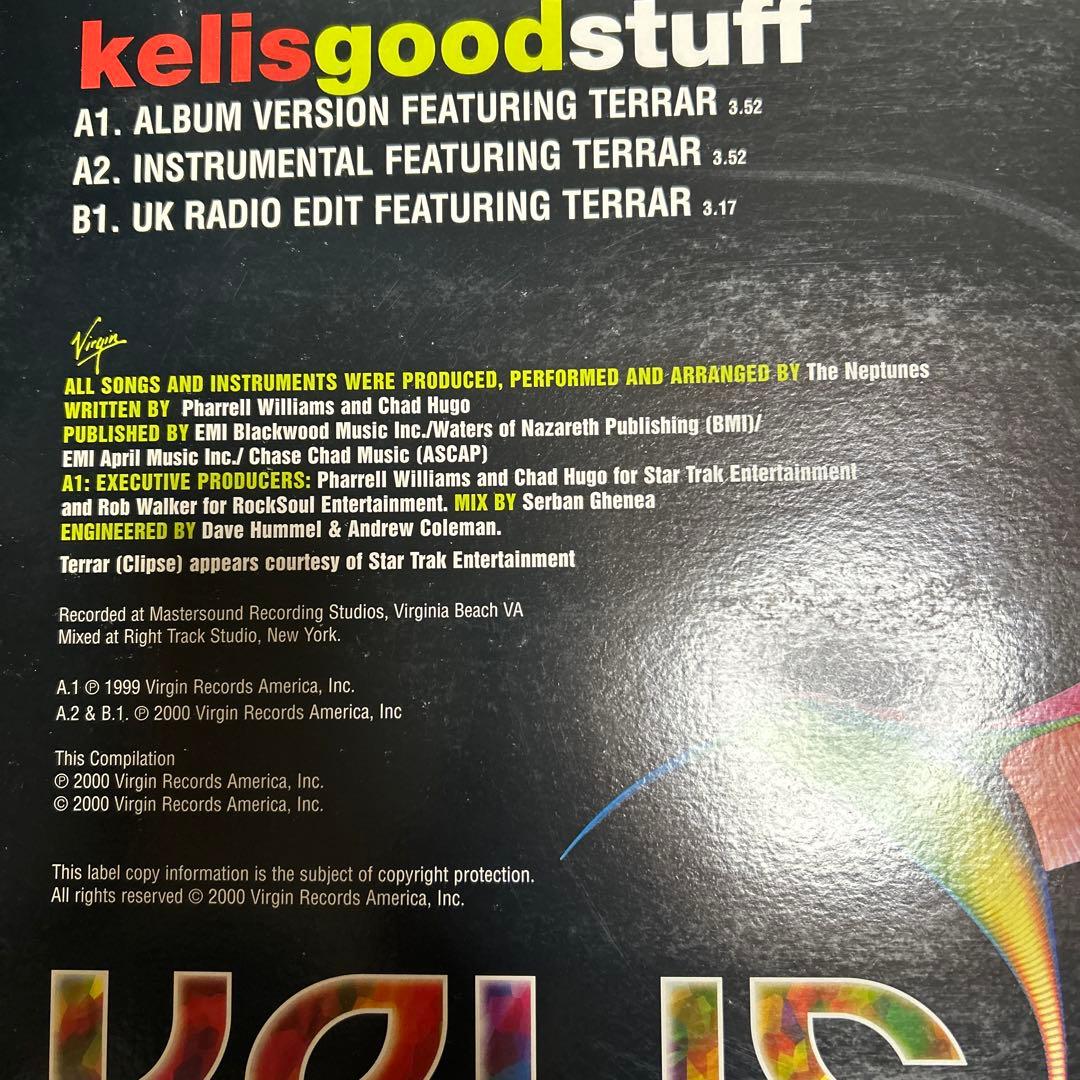 kelisgoodstuff
A1. ALBUM VERSION FEATURING TERRAR 3.52
A2. INSTRUMENTAL FEATURING TERRAR 3.52
B1. UK RADIO EDIT FEATURING TERRAR 3.17
Virgin
ALL SONGS AND INSTRUMENTS WERE PRODUCED, PERFORMED AND ARRANGED BY The Neptunes
WRITTEN BY Pharrell Williams and Chad Hugo
PUBLISHED BY EMI Blackwood Music Inc./Waters of Nazareth Publishing (BMI)/
EMI April Music Inc./ Chase Chad Music (ASCAP)
A1: EXECUTIVE PRODUCERS: Pharrell Williams and Chad Hugo for Star Trak Entertainment
and Rob Walker for RockSoul Entertainment. MIX BY Serban Ghenea
ENGINEERED BY Dave Hummel & Andrew Coleman.
Terrar (Clipse) appears courtesy of Star Trak Entertainment
Recorded at Mastersound Recording Studios, Virginia Beach VA
Mixed at Right Track Studio, New York.
A.1 ℗ 1999 Virgin Records America, Inc.
A.2 & B.1. ℗ 2000 Virgin Records America, Inc
This Compilation
℗ 2000 Virgin Records America, Inc.
© 2000 Virgin Records America, Inc.
This label copy information is the subject of copyright protection.
All rights reserved © 2000 Virgin Records America, Inc.
KELIS